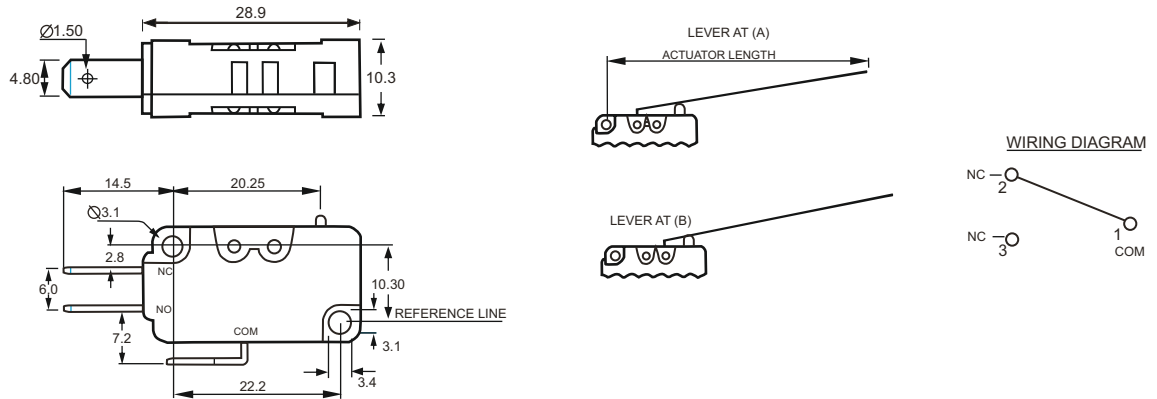 28.9
Ø1.50
4.80
10.3
LEVER AT (A)
ACTUATOR LENGTH
WIRING DIAGRAM
NC
2
1
COM
NC
3
LEVER AT (B)
14.5
20.25
Ø3.1
2.8
NC
6,0
NO
10.30
REFERENCE LINE
7.2
COM
3.1
3.4
22.2